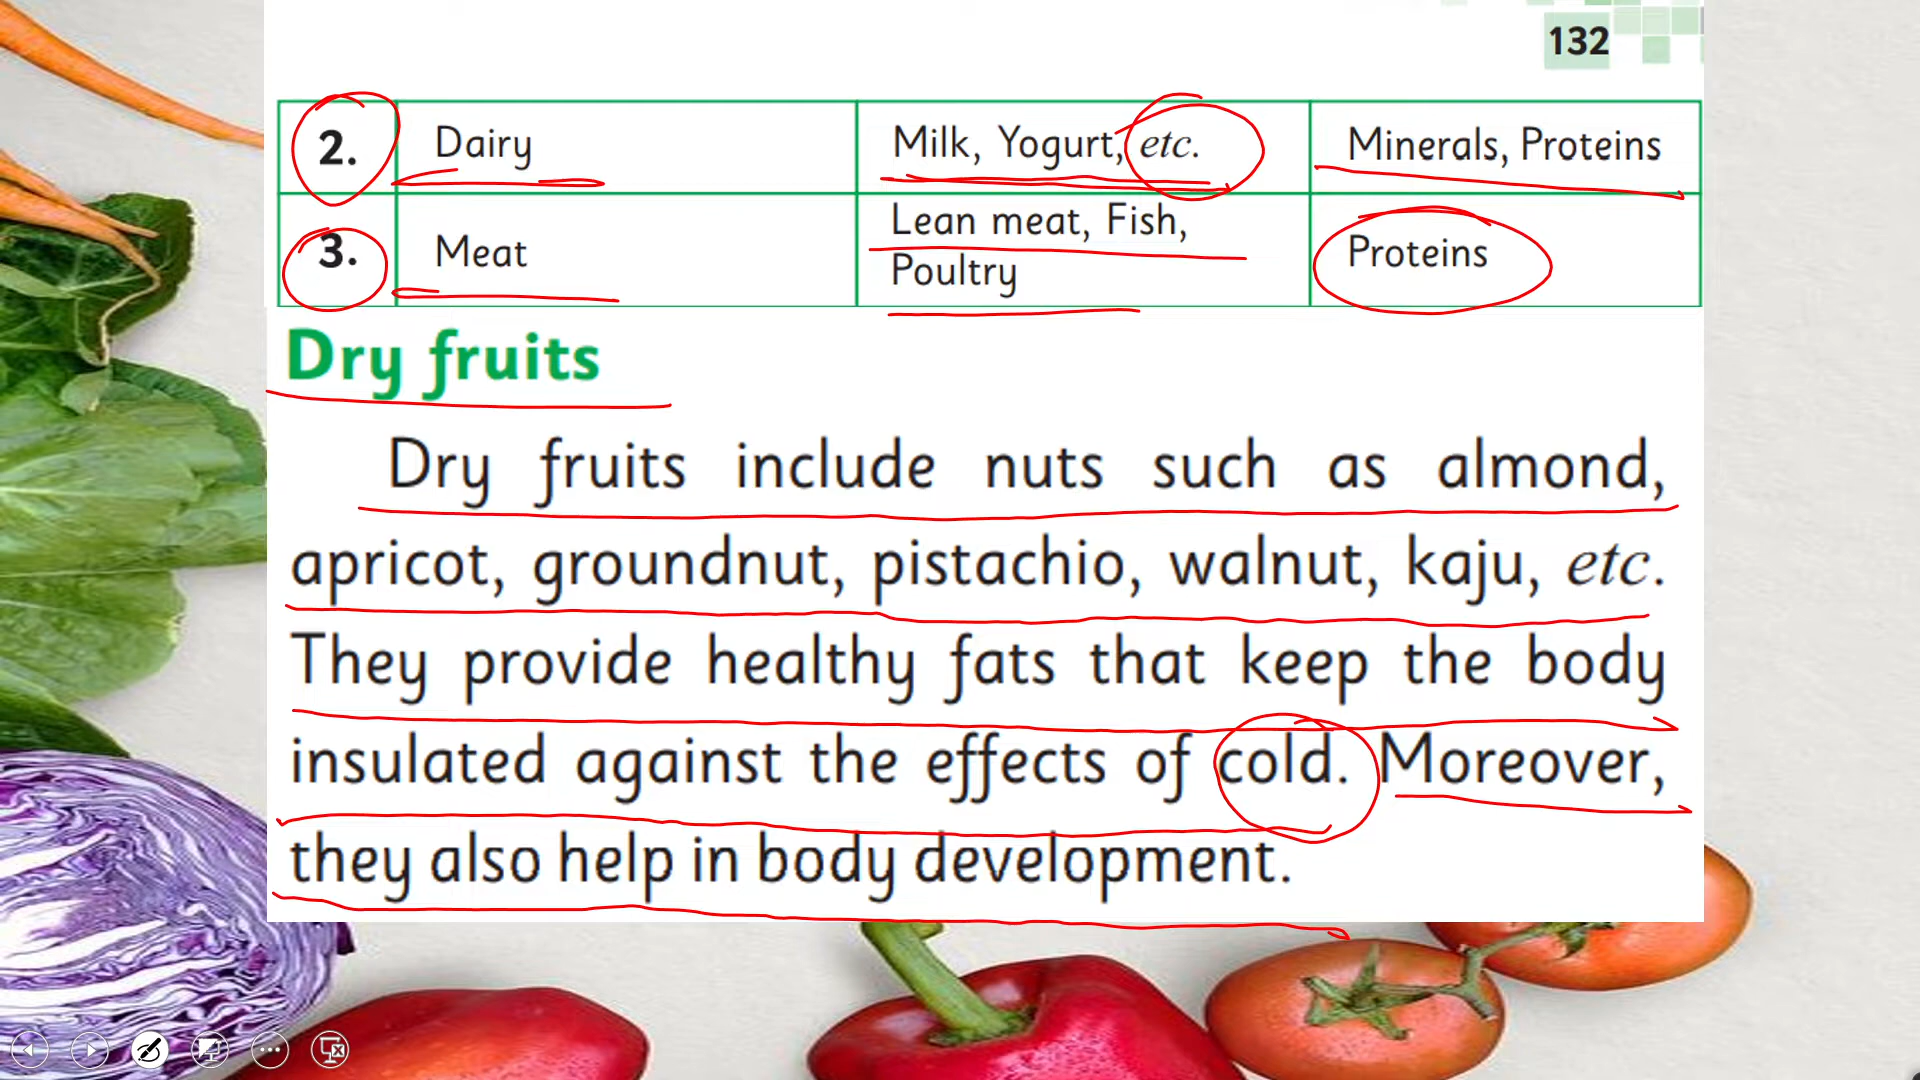 132
2. Dairy Milk, Yogurt, etc. Minerals, Proteins
3. Meat Lean meat, Fish, Poultry Proteins
Dry fruits
Dry fruits include nuts such as almond,
apricot, groundnut, pistachio, walnut, kaju, etc.
They provide healthy fats that keep the body
insulated against the effects of cold. Moreover,
they also help in body development.